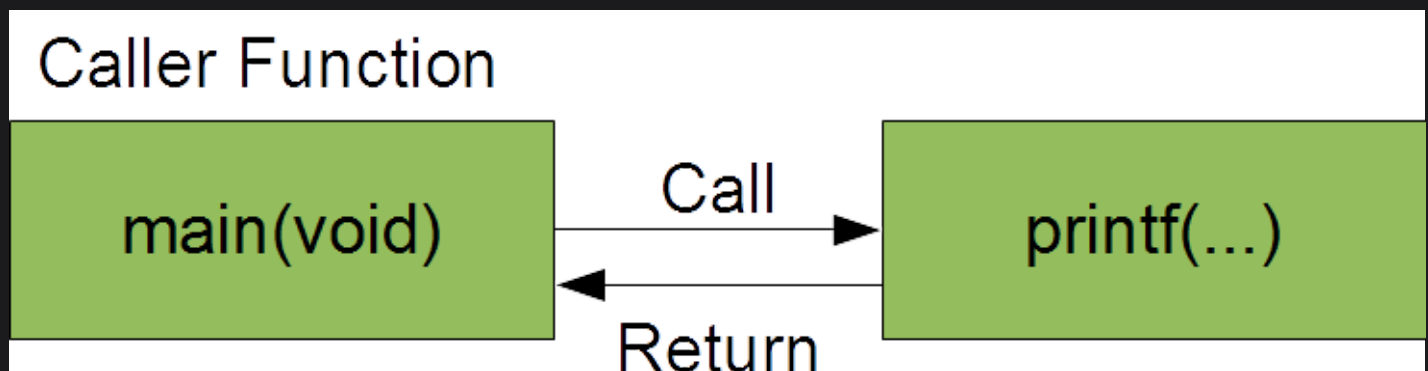 Caller Function
main(void)
Call
printf(...)
Return